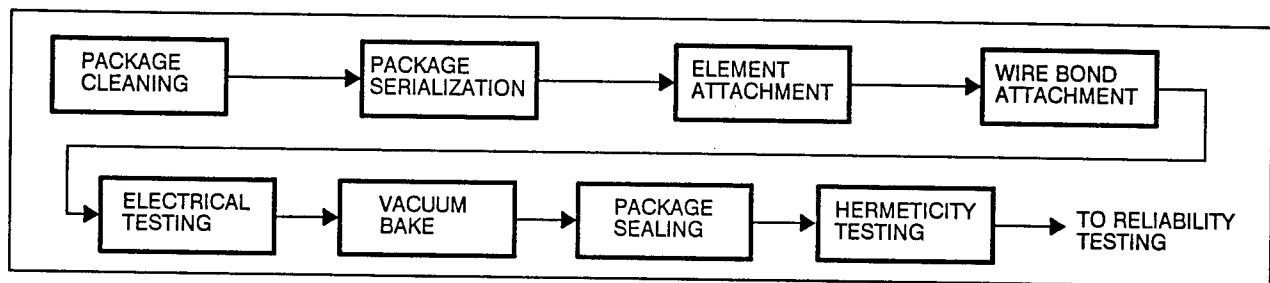 PACKAGE
CLEANING
PACKAGE
SERIALIZATION
ELEMENT
ATTACHMENT
WIRE BOND
ATTACHMENT
ELECTRICAL
TESTING
VACUUM
BAKE
PACKAGE
SEALING
HERMETICITY
TESTING
TO RELIABILITY
TESTING